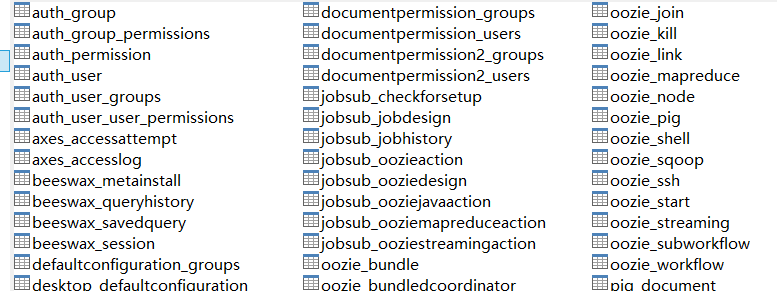 auth_group
auth_group_permissions
auth_permission
auth_user
auth_user_groups
auth_user_user_permissions
axes_accessattempt
axes_accesslog
beeswax_metainstall
beeswax_queryhistory
beeswax_savedquery
beeswax_session
defaultconfiguration_groups
desktop_defaultconfiguration
documentpermission_groups
documentpermission_users
documentpermission2_groups
documentpermission2_users
jobsub_checkforsetup
jobsub_jobdesign
jobsub_jobhistory
jobsub_oozieaction
jobsub_ooziedesign
jobsub_ooziejavaaction
jobsub_ooziemapreduceaction
jobsub_ooziestreamingaction
oozie_bundle
oozie_bundledcoordinator
oozie_join
oozie_kill
oozie_link
oozie_mapreduce
oozie_node
oozie_pig
oozie_shell
oozie_sqoop
oozie_ssh
oozie_start
oozie_streaming
oozie_subworkflow
oozie_workflow
pig_document